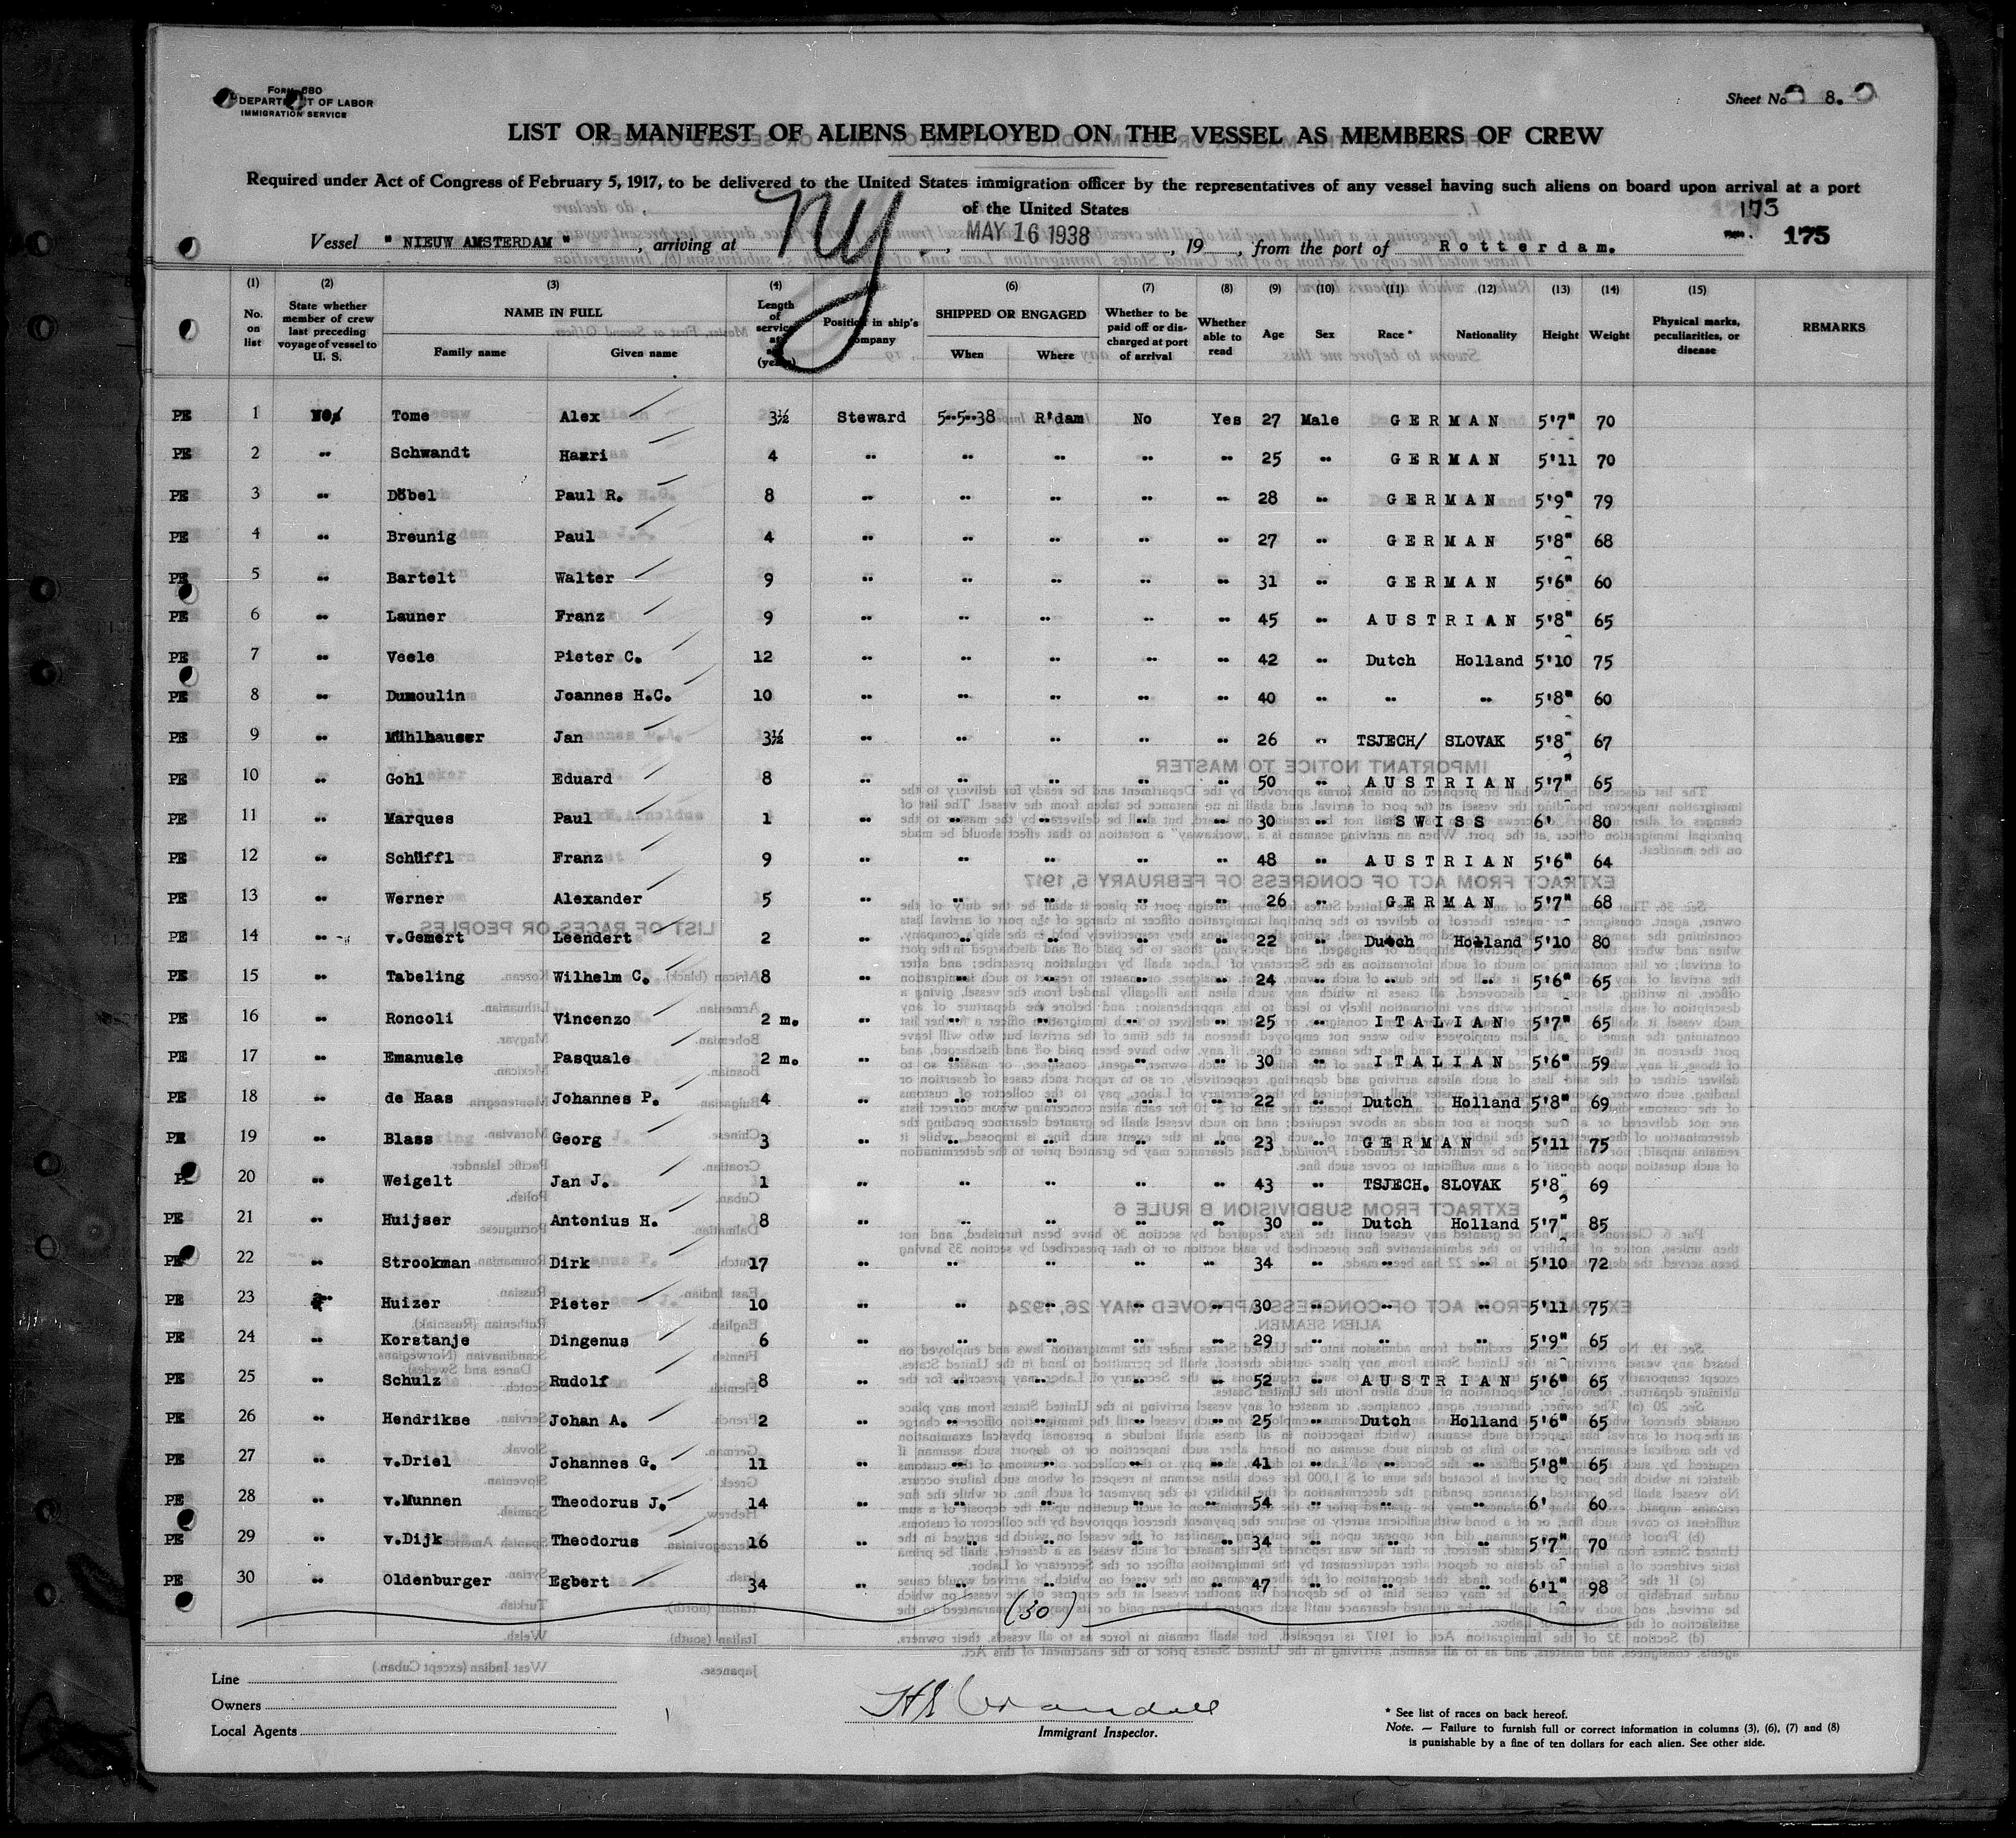 Form 680
DEPARTMENT OF LABOR
IMMIGRATION SERVICE
Sheet No. 8.
LIST OR MANIFEST OF ALIENS EMPLOYED ON THE VESSEL AS MEMBERS OF CREW
Required under Act of Congress of February 5, 1917, to be delivered to the United States immigration officer by the representatives of any vessel having such aliens on board upon arrival at a port
of the United States
173
Vessel " NIEUW AMSTERDAM ", arriving at NY, MAY 16 1938, 19, from the port of Rotterdam. 175
(1) (2) (3) (4) (6) (7) (8) (9) (10) (11) (12) (13) (14) (15)
No. on list | State whether member of crew last preceding voyage of vessel to U. S. | NAME IN FULL Family name Given name | Length of service at (years) | Position in ship's company | SHIPPED OR ENGAGED When Where | Whether to be paid off or discharged at port of arrival | Whether able to read | Age | Sex | Race * | Nationality | Height | Weight | Physical marks, peculiarities, or disease | REMARKS
PE 1 Tome Alex 3½ Steward 5--5--38 R'dam No Yes 27 Male GERMAN 5'7" 70
PE 2 " Schwandt Harri 4 " " " " " 25 " GERMAN 5'11 70
PE 3 " Döbel Paul R. 8 " " " " " 28 " GERMAN 5'9" 79
PE 4 " Breunig Paul 4 " " " " " 27 " GERMAN 5'8" 68
PE 5 " Bartelt Walter 9 " " " " " 31 " GERMAN 5'6" 60
PE 6 " Launer Franz 9 " " " " " 45 " AUSTRIAN 5'8" 65
PE 7 " Veele Pieter C. 12 " " " " " 42 " Dutch Holland 5'10 75
PE 8 " Dumoulin Joannes H.C. 10 " " " " " 40 " " " 5'8" 60
PE 9 " Mühlhauser Jan 3½ " " " " " 26 " TSJECH/ SLOVAK 5'8" 67
PE 10 " Gohl Eduard 8 " " " " " 50 " AUSTRIAN 5'7" 65
PE 11 " Marques Paul 1 " " " " " 30 " SWISS 6' 80
PE 12 " Schüffl Franz 9 " " " " " 48 " AUSTRIAN 5'6" 64
PE 13 " Werner Alexander 5 " " " " " 26 " GERMAN 5'7" 68
PE 14 " v.Gemert Leendert 2 " " " " " 22 " Dutch Holland 5'10 80
PE 15 " Tabeling Wilhelm C. 8 " " " " " 24 " " " 5'6" 65
PE 16 " Roncoli Vincenzo 2 m. " " " " " 25 " ITALIAN 5'7" 65
PE 17 " Emanuele Pasquale 2 m. " " " " " 30 " ITALIAN 5'6" 59
PE 18 " de Haas Johannes P. 4 " " " " " 22 " Dutch Holland 5'8" 69
PE 19 " Blass Georg 3 " " " " " 23 " GERMAN 5'11 75
20 " Weigelt Jan J. 1 " " " " " 43 " TSJECH. SLOVAK 5'8" 69
PE 21 " Huijser Antonius H. 8 " " " " " 30 " Dutch Holland 5'7" 85
PE 22 " Strookman Dirk 17 " " " " " 34 " " " 5'10 72
PE 23 " Huizer Pieter 10 " " " " " 30 " " " 5'11 75
PE 24 " Korstanje Dingenus 6 " " " " " 29 " " " 5'9" 65
PE 25 " Schulz Rudolf 8 " " " " " 52 " AUSTRIAN 5'6" 65
PE 26 " Hendrikse Johan A. 2 " " " " " 25 " Dutch Holland 5'6" 65
PE 27 " v.Driel Johannes G. 11 " " " " " 41 " " " 5'8" 65
PE 28 " v.Munnen Theodorus J. 14 " " " " " 54 " " " 6' 60
PE 29 " v.Dijk Theodorus 16 " " " " " 34 " " " 5'7" 70
PE 30 " Oldenburger Egbert 34 " " " " " 47 " " " 6'1" 98
(30)
Line
Owners
Local Agents
Immigrant Inspector.
* See list of races on back hereof.
Note. — Failure to furnish full or correct information in columns (3), (6), (7) and (8)
is punishable by a fine of ten dollars for each alien. See other side.